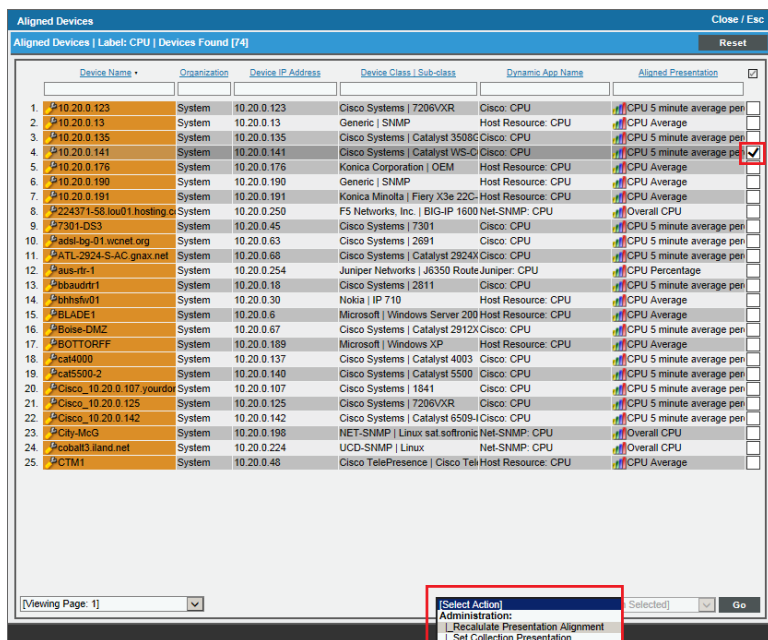 Aligned Devices Close / Esc
Aligned Devices | Label: CPU | Devices Found [74] Reset
Device Name • Organization Device IP Address Device Class | Sub-class Dynamic App Name Aligned Presentation
1. 10.20.0.123 System 10.20.0.123 Cisco Systems | 7206VXR Cisco: CPU CPU 5 minute average per
2. 10.20.0.13 System 10.20.0.13 Generic | SNMP Host Resource: CPU CPU Average
3. 10.20.0.135 System 10.20.0.135 Cisco Systems | Catalyst 3508G Cisco: CPU CPU 5 minute average per
4. 10.20.0.141 System 10.20.0.141 Cisco Systems | Catalyst WS-C Cisco: CPU CPU 5 minute average per
5. 10.20.0.176 System 10.20.0.176 Konica Corporation | OEM Host Resource: CPU CPU Average
6. 10.20.0.190 System 10.20.0.190 Generic | SNMP Host Resource: CPU CPU Average
7. 10.20.0.191 System 10.20.0.191 Konica Minolta | Fiery X3e 22C- Host Resource: CPU CPU Average
8. 224371-58.lou01.hosting.c System 10.20.0.250 F5 Networks, Inc. | BIG-IP 1600 Net-SNMP: CPU Overall CPU
9. 7301-DS3 System 10.20.0.45 Cisco Systems | 7301 Cisco: CPU CPU 5 minute average per
10. adsl-bg-01.wcnet.org System 10.20.0.63 Cisco Systems | 2691 Cisco: CPU CPU 5 minute average per
11. ATL-2924-S-AC.gnax.net System 10.20.0.68 Cisco Systems | Catalyst 2924X Cisco: CPU CPU 5 minute average per
12. aus-rtr-1 System 10.20.0.254 Juniper Networks | J6350 Route Juniper: CPU CPU Percentage
13. bbaudrtr1 System 10.20.0.18 Cisco Systems | 2811 Cisco: CPU CPU 5 minute average per
14. bhhsfw01 System 10.20.0.30 Nokia | IP 710 Host Resource: CPU CPU Average
15. BLADE1 System 10.20.0.6 Microsoft | Windows Server 200 Host Resource: CPU CPU Average
16. Boise-DMZ System 10.20.0.67 Cisco Systems | Catalyst 2912X Cisco: CPU CPU 5 minute average per
17. BOTTORFF System 10.20.0.189 Microsoft | Windows XP Host Resource: CPU CPU Average
18. cat4000 System 10.20.0.137 Cisco Systems | Catalyst 4003 Cisco: CPU CPU 5 minute average per
19. cat5500-2 System 10.20.0.140 Cisco Systems | Catalyst 5500 Cisco: CPU CPU 5 minute average per
20. Cisco_10.20.0.107.yourdor System 10.20.0.107 Cisco Systems | 1841 Cisco: CPU CPU 5 minute average per
21. Cisco_10.20.0.125 System 10.20.0.125 Cisco Systems | 7206VXR Cisco: CPU CPU 5 minute average per
22. Cisco_10.20.0.142 System 10.20.0.142 Cisco Systems | Catalyst 6509-I Cisco: CPU CPU 5 minute average per
23. City-McG System 10.20.0.198 NET-SNMP | Linux sat.softronic Net-SNMP: CPU Overall CPU
24. cobalt3.iland.net System 10.20.0.224 UCD-SNMP | Linux Net-SNMP: CPU Overall CPU
25. CTM1 System 10.20.0.48 Cisco TelePresence | Cisco Tel Host Resource: CPU CPU Average
[Viewing Page: 1] [Select Action] Selected] Go
Administration:
|_Recalulate Presentation Alignment
|_Set Collection Presentation